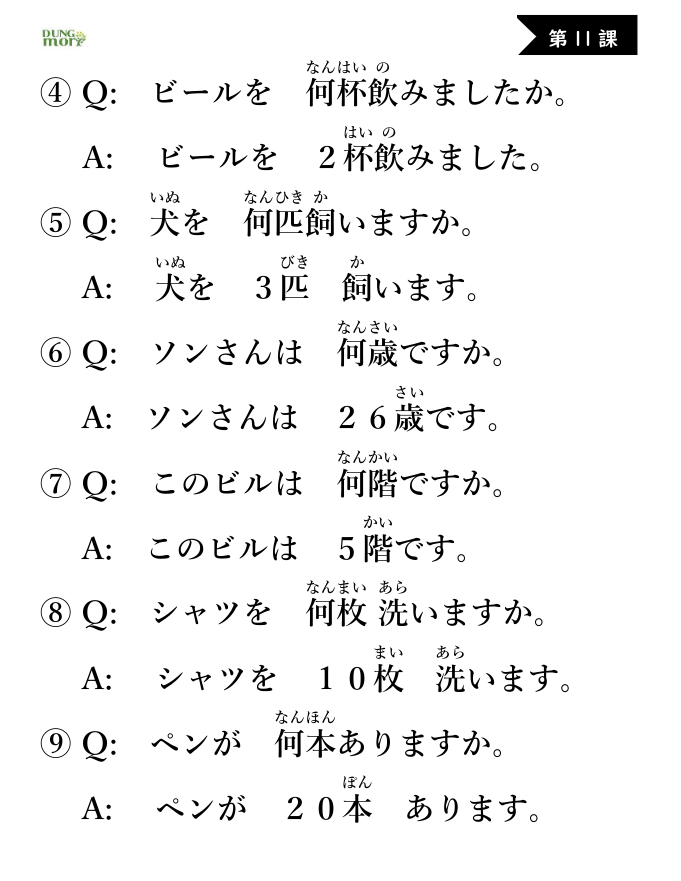 DUNG
mori
第11課
なんはい の
④ Q: ビールを 何杯飲みましたか。
はい の
A: ビールを 2杯飲みました。
いぬ なんひき か
⑤ Q: 犬を 何匹飼いますか。
いぬ びき か
A: 犬を 3匹 飼います。
なんさい
⑥ Q: ソンさんは 何歳ですか。
さい
A: ソンさんは 26歳です。
なんかい
⑦ Q: このビルは 何階ですか。
かい
A: このビルは 5階です。
なんまい あら
⑧ Q: シャツを 何枚 洗いますか。
まい あら
A: シャツを 10枚 洗います。
なんほん
⑨ Q: ペンが 何本ありますか。
ぽん
A: ペンが 20本 あります。